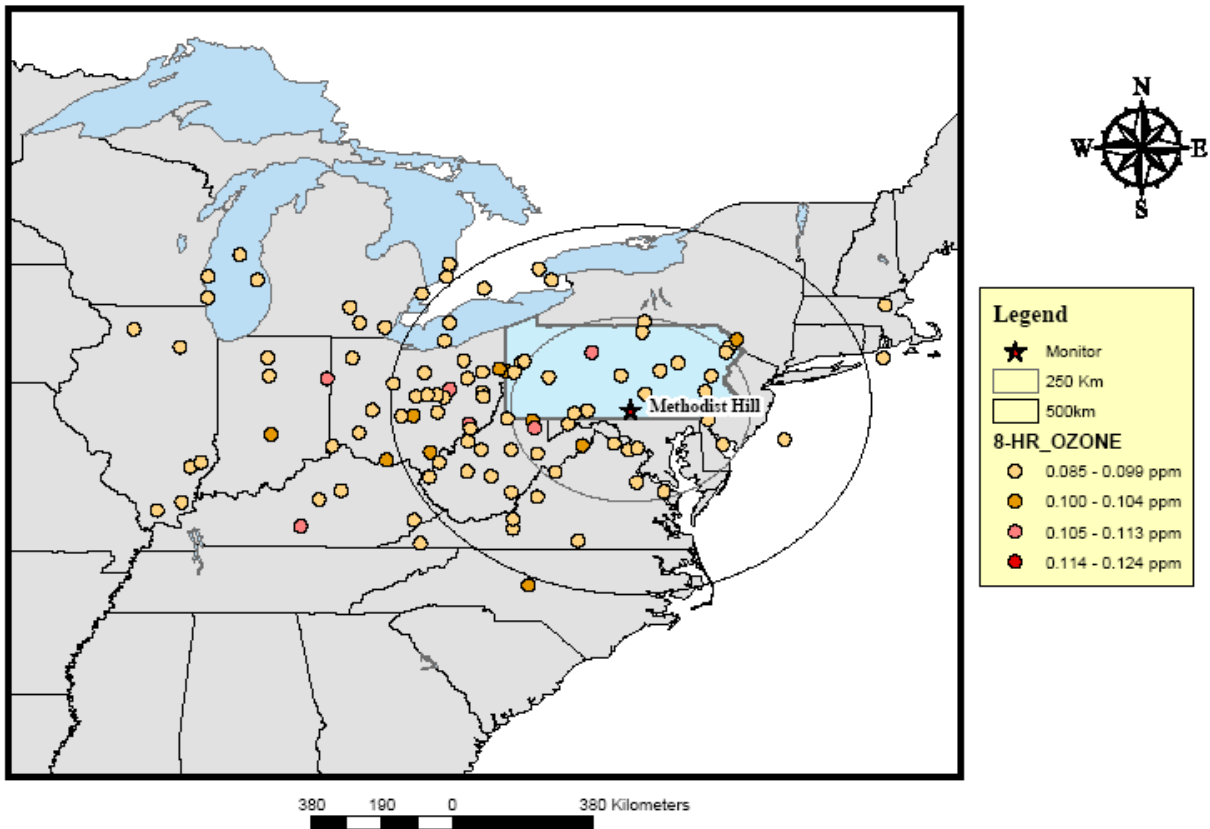 N
W
E
S
Methodist Hill
Legend
Monitor
250 Km
500km
8-HR_OZONE
0.085 - 0.099 ppm
0.100 - 0.104 ppm
0.105 - 0.113 ppm
0.114 - 0.124 ppm
380 190 0 380 Kilometers